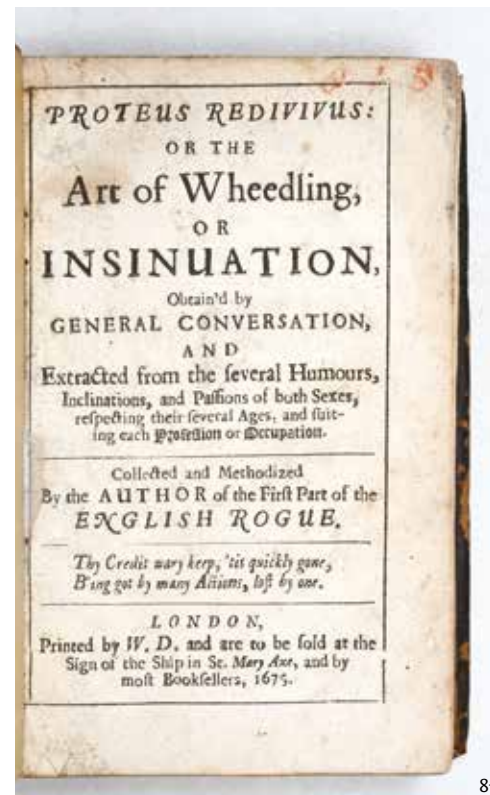 PROTEUS REDIVIVUS:
OR THE
Art of Wheedling,
OR
INSINUATION,
Obtain'd by
GENERAL CONVERSATION,
AND
Extracted from the ſeveral Humours,
Inclinations, and Paſſions of both Sexes,
reſpecting their ſeveral Ages, and ſuit-
ing each Profeſſion or Occupation.
Collected and Methodized
By the AUTHOR of the Firſt Part of the
ENGLISH ROGUE.
Thy Credit wary keep, 'tis quickly gone,
B'ing got by many Actions, loſt by one.
LONDON,
Printed by W. D. and are to be ſold at the
Sign of the Ship in St. Mary Axe, and by
moſt Bookſellers, 1675.
8